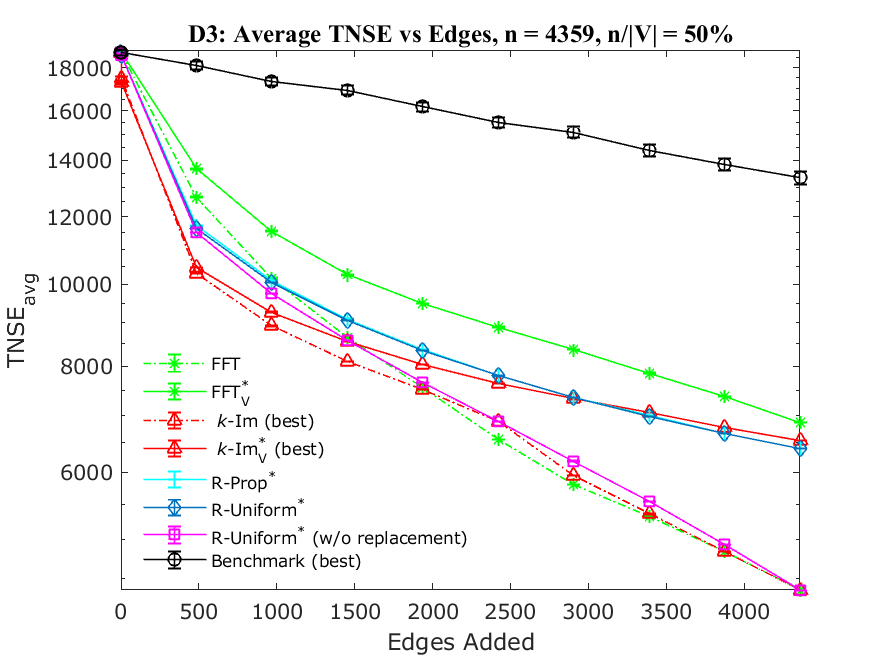 D3: Average TNSE vs Edges, n = 4359, n/|V| = 50%
18000
16000
14000
12000
10000
8000
6000
TNSE_avg
FFT
FFT*_V
k-Im (best)
k-Im*_V (best)
R-Prop*
R-Uniform*
R-Uniform* (w/o replacement)
Benchmark (best)
0 500 1000 1500 2000 2500 3000 3500 4000
Edges Added